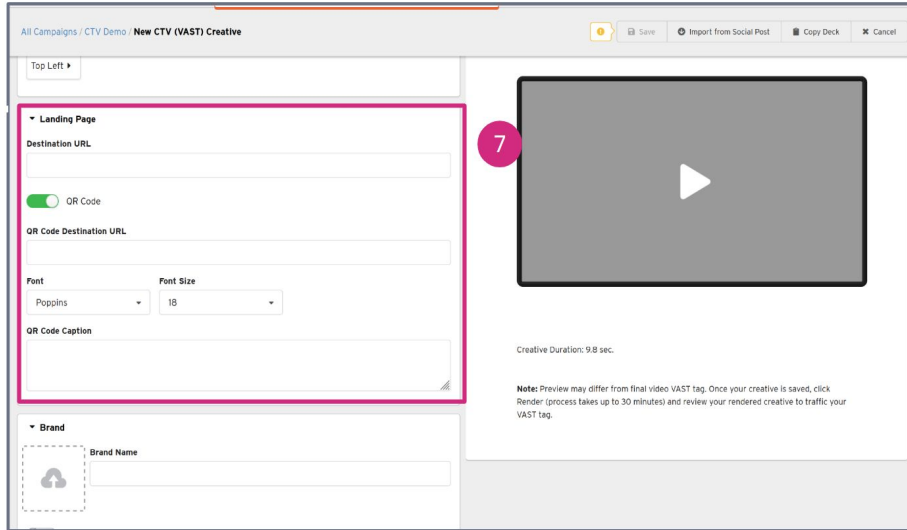 All Campaigns / CTV Demo / New CTV (VAST) Creative
Save
Import from Social Post
Copy Deck
Cancel
Top Left
Landing Page
Destination URL
QR Code
QR Code Destination URL
Font
Font Size
Poppins
18
QR Code Caption
Brand
Brand Name
7
Creative Duration: 9.8 sec.
Note: Preview may differ from final video VAST tag. Once your creative is saved, click
Render (process takes up to 30 minutes) and review your rendered creative to traffic your
VAST tag.